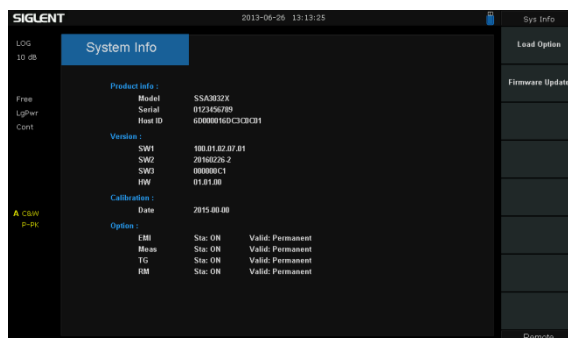 SIGLENT 2013-06-26 13:13:25 Sys Info
LOG
10 dB
System Info
Load Option
Firmware Update
Free
LgPwr
Cont
Product info :
Model SSA3032X
Serial 0123456789
Host ID 6D000016DC3CBC01
Version :
SW1 100.01.02.07.01
SW2 20160226-2
SW3 000000C1
HW 01.01.00
Calibration :
Date 2015-00-00
A C&W
P-PK
Option :
EMI Sta: ON Valid: Permanent
Meas Sta: ON Valid: Permanent
TG Sta: ON Valid: Permanent
RM Sta: ON Valid: Permanent
Remote